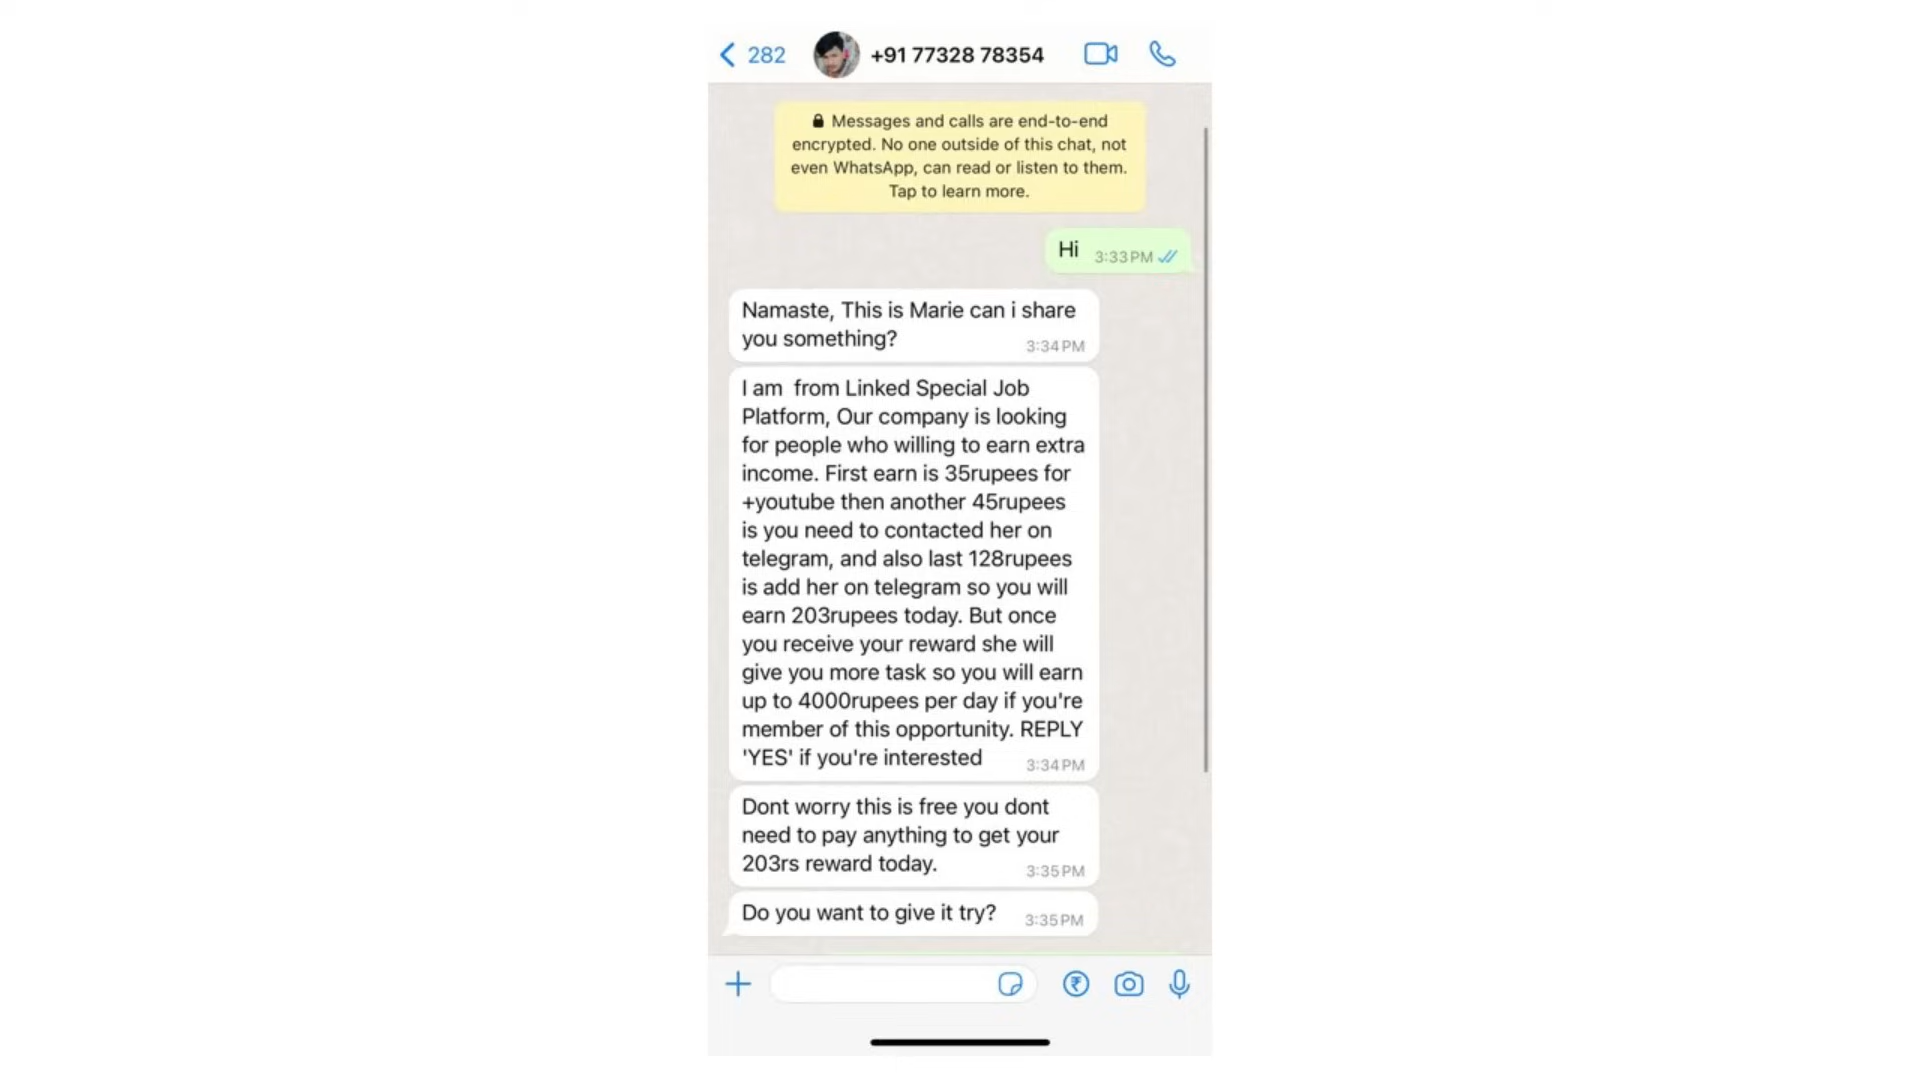 282
+91 77328 78354
Messages and calls are end-to-end
encrypted. No one outside of this chat, not
even WhatsApp, can read or listen to them.
Tap to learn more.
Hi 3:33 PM
Namaste, This is Marie can i share
you something? 3:34 PM
I am  from Linked Special Job
Platform, Our company is looking
for people who willing to earn extra
income. First earn is 35rupees for
+youtube then another 45rupees
is you need to contacted her on
telegram, and also last 128rupees
is add her on telegram so you will
earn 203rupees today. But once
you receive your reward she will
give you more task so you will earn
up to 4000rupees per day if you're
member of this opportunity. REPLY
'YES' if you're interested 3:34 PM
Dont worry this is free you dont
need to pay anything to get your
203rs reward today. 3:35 PM
Do you want to give it try? 3:35 PM
₹